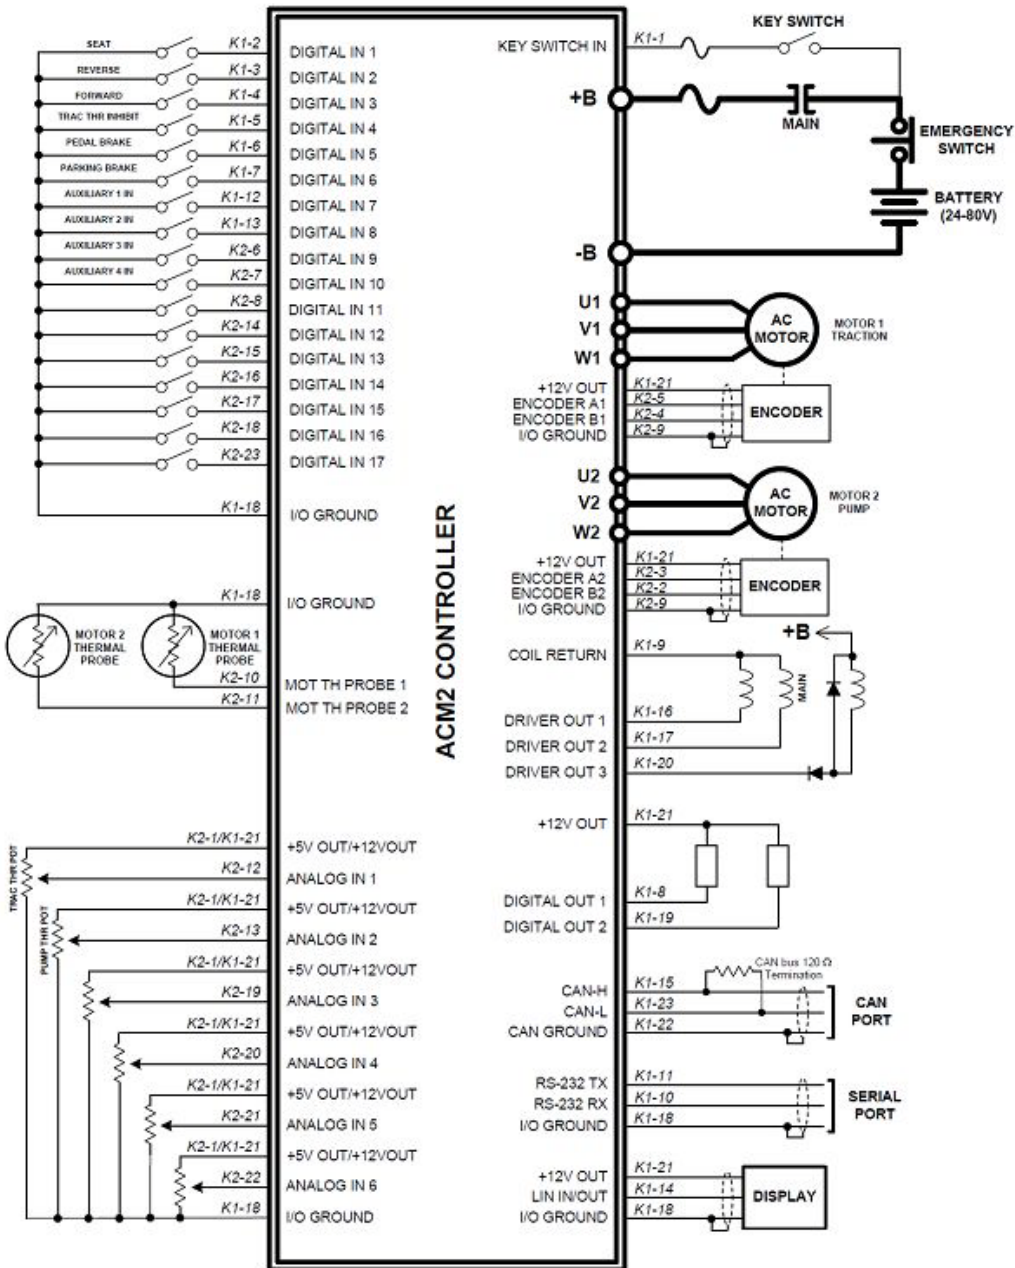 SEAT
K1-2
DIGITAL IN 1
REVERSE
K1-3
DIGITAL IN 2
FORWARD
K1-4
DIGITAL IN 3
TRAC THR INHIBIT
K1-5
DIGITAL IN 4
PEDAL BRAKE
K1-6
DIGITAL IN 5
PARKING BRAKE
K1-7
DIGITAL IN 6
AUXILIARY 1 IN
K1-12
DIGITAL IN 7
AUXILIARY 2 IN
K1-13
DIGITAL IN 8
AUXILIARY 3 IN
K2-6
DIGITAL IN 9
AUXILIARY 4 IN
K2-7
DIGITAL IN 10
K2-8
DIGITAL IN 11
K2-14
DIGITAL IN 12
K2-15
DIGITAL IN 13
K2-16
DIGITAL IN 14
K2-17
DIGITAL IN 15
K2-18
DIGITAL IN 16
K2-23
DIGITAL IN 17
K1-18
I/O GROUND
K1-18
I/O GROUND
MOTOR 2
THERMAL
PROBE
MOTOR 1
THERMAL
PROBE
K2-10
MOT TH PROBE 1
K2-11
MOT TH PROBE 2
TRAC THR POT
K2-1/K1-21
+5V OUT/+12VOUT
K2-12
ANALOG IN 1
PUMP THR POT
K2-1/K1-21
+5V OUT/+12VOUT
K2-13
ANALOG IN 2
K2-1/K1-21
+5V OUT/+12VOUT
K2-19
ANALOG IN 3
K2-1/K1-21
+5V OUT/+12VOUT
K2-20
ANALOG IN 4
K2-1/K1-21
+5V OUT/+12VOUT
K2-21
ANALOG IN 5
K2-1/K1-21
+5V OUT/+12VOUT
K2-22
ANALOG IN 6
K1-18
I/O GROUND
ACM2 CONTROLLER
KEY SWITCH IN
K1-1
KEY SWITCH
+B
MAIN
EMERGENCY
SWITCH
BATTERY
(24-80V)
-B
U1
V1
W1
AC
MOTOR
MOTOR 1
TRACTION
+12V OUT
K1-21
ENCODER A1
K2-5
ENCODER B1
K2-4
I/O GROUND
K2-9
ENCODER
U2
V2
W2
AC
MOTOR
MOTOR 2
PUMP
+12V OUT
K1-21
ENCODER A2
K2-3
ENCODER B2
K2-2
I/O GROUND
K2-9
ENCODER
+B
COIL RETURN
K1-9
MAIN
DRIVER OUT 1
K1-16
DRIVER OUT 2
K1-17
DRIVER OUT 3
K1-20
+12V OUT
K1-21
DIGITAL OUT 1
K1-8
DIGITAL OUT 2
K1-19
CAN bus 120 Ω
Termination
CAN-H
K1-15
CAN-L
K1-23
CAN GROUND
K1-22
CAN
PORT
RS-232 TX
K1-11
RS-232 RX
K1-10
I/O GROUND
K1-18
SERIAL
PORT
+12V OUT
K1-21
LIN IN/OUT
K1-14
I/O GROUND
K1-18
DISPLAY